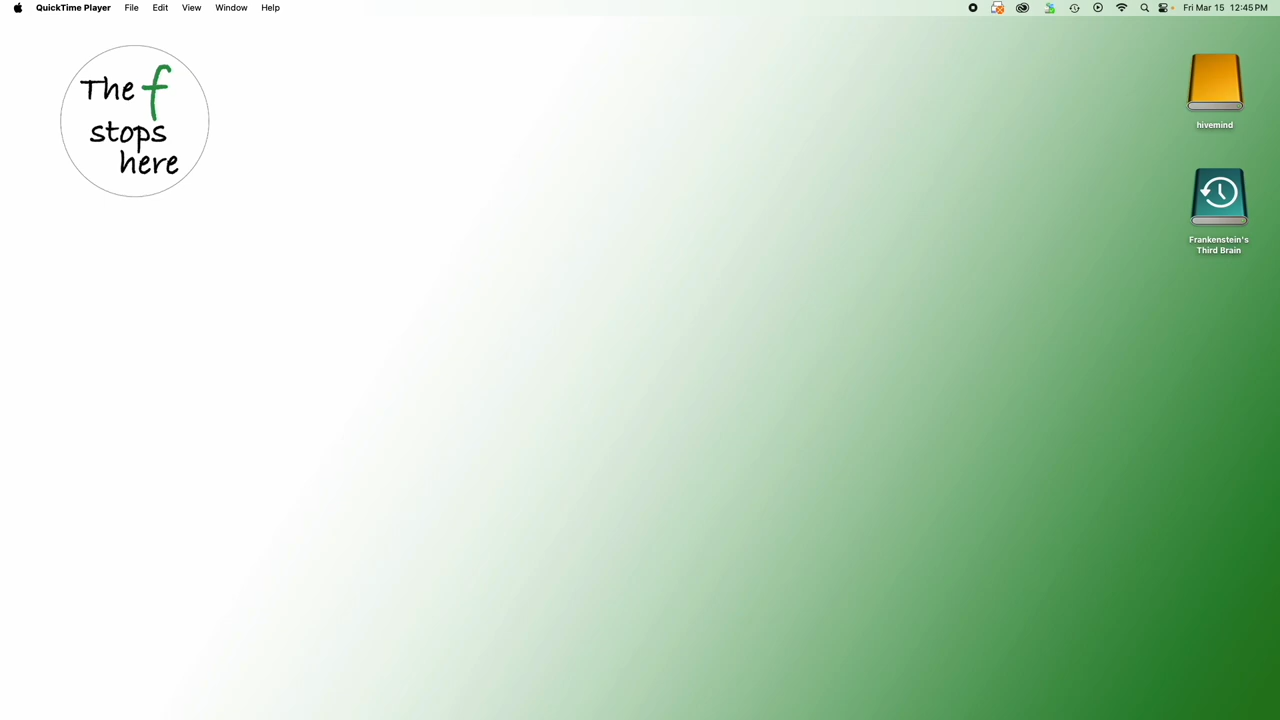 QuickTime Player File Edit View Window Help Fri Mar 15 12:45 PM
The f
stops
here
hivemind
Frankenstein's
Third Brain